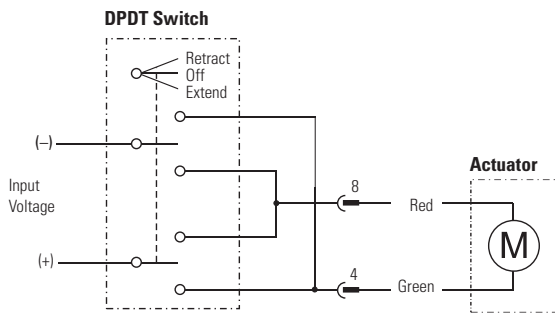 DPDT Switch
Retract
Off
Extend
(–)
Input
Voltage
(+)
8
Red
4
Green
Actuator
M